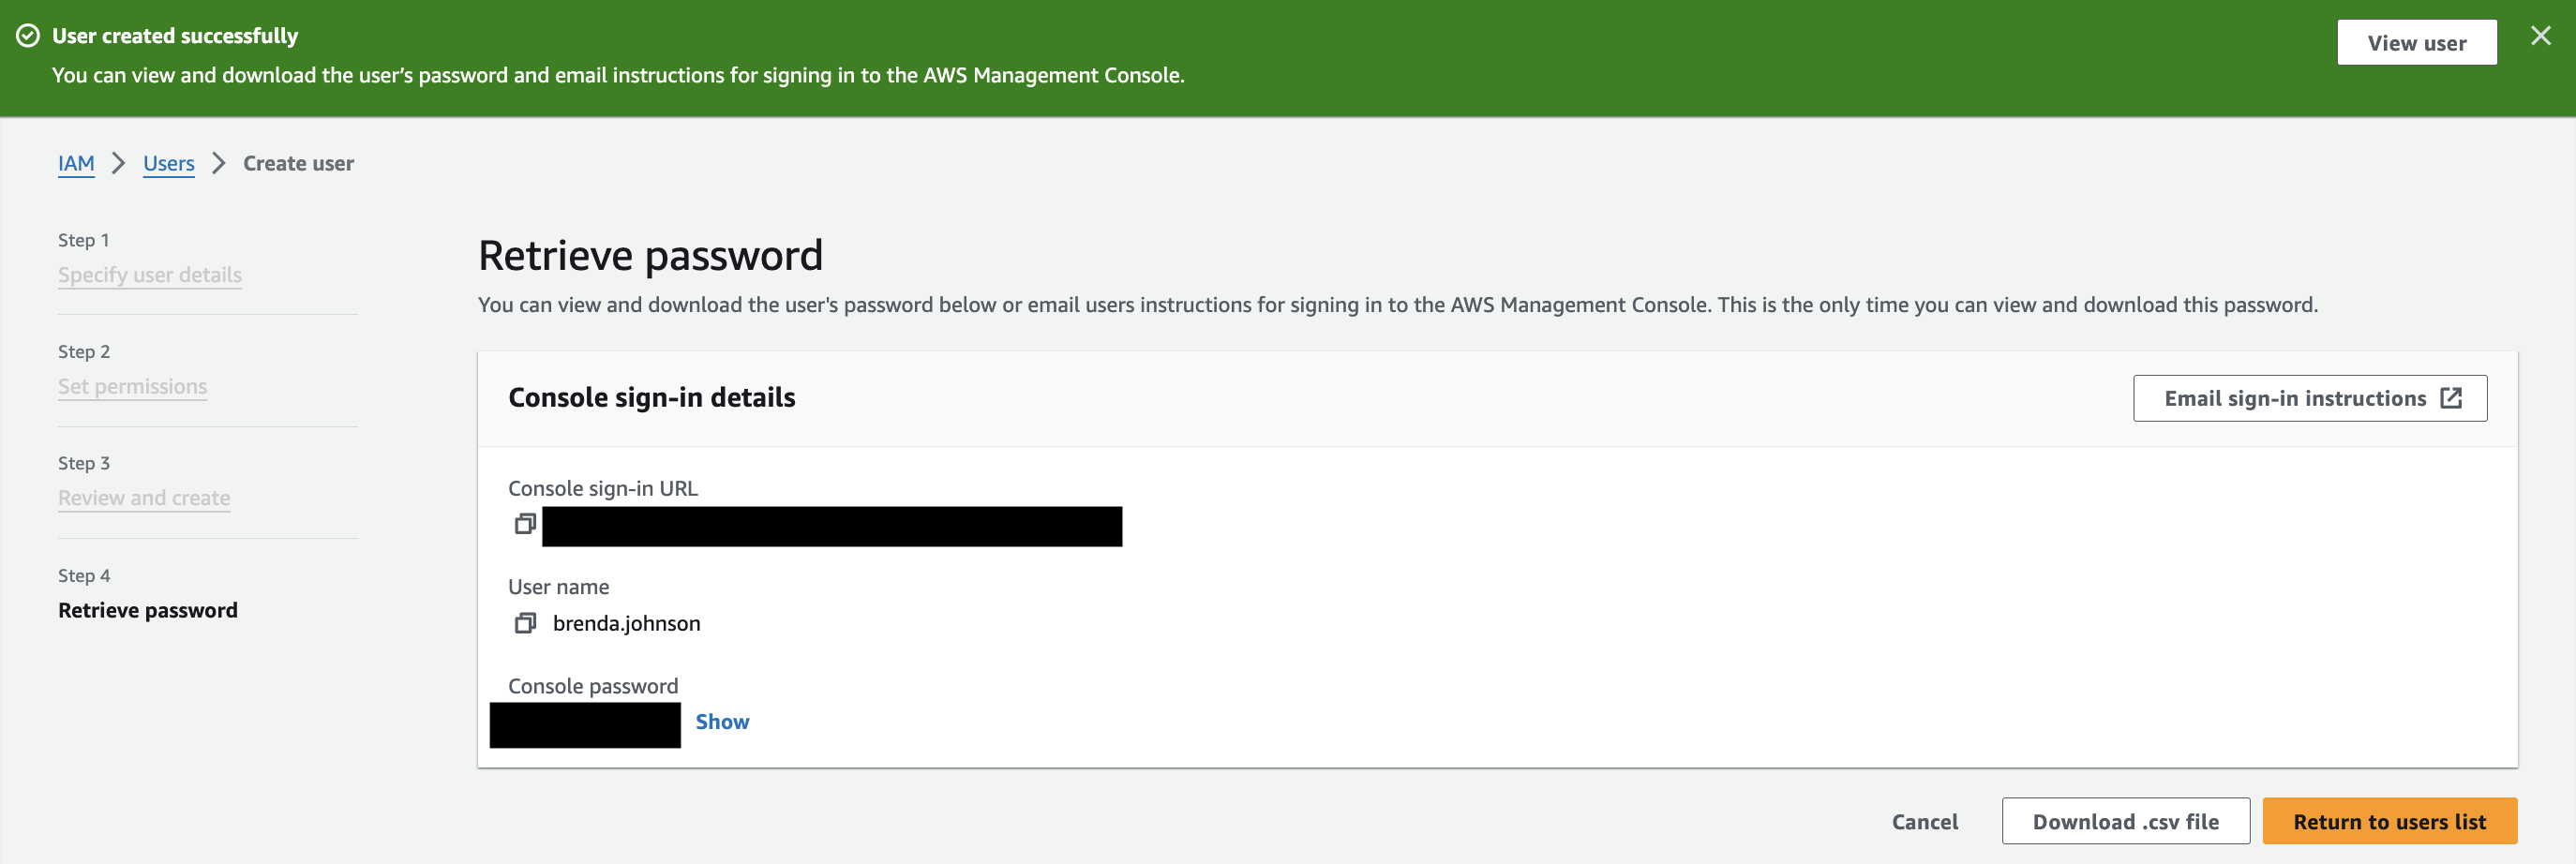 User created successfully
You can view and download the user's password and email instructions for signing in to the AWS Management Console.
View user
IAM > Users > Create user
Step 1
Specify user details
Step 2
Set permissions
Step 3
Review and create
Step 4
Retrieve password
Retrieve password
You can view and download the user's password below or email users instructions for signing in to the AWS Management Console. This is the only time you can view and download this password.
Console sign-in details
Email sign-in instructions
Console sign-in URL
User name
brenda.johnson
Console password
Show
Cancel
Download .csv file
Return to users list